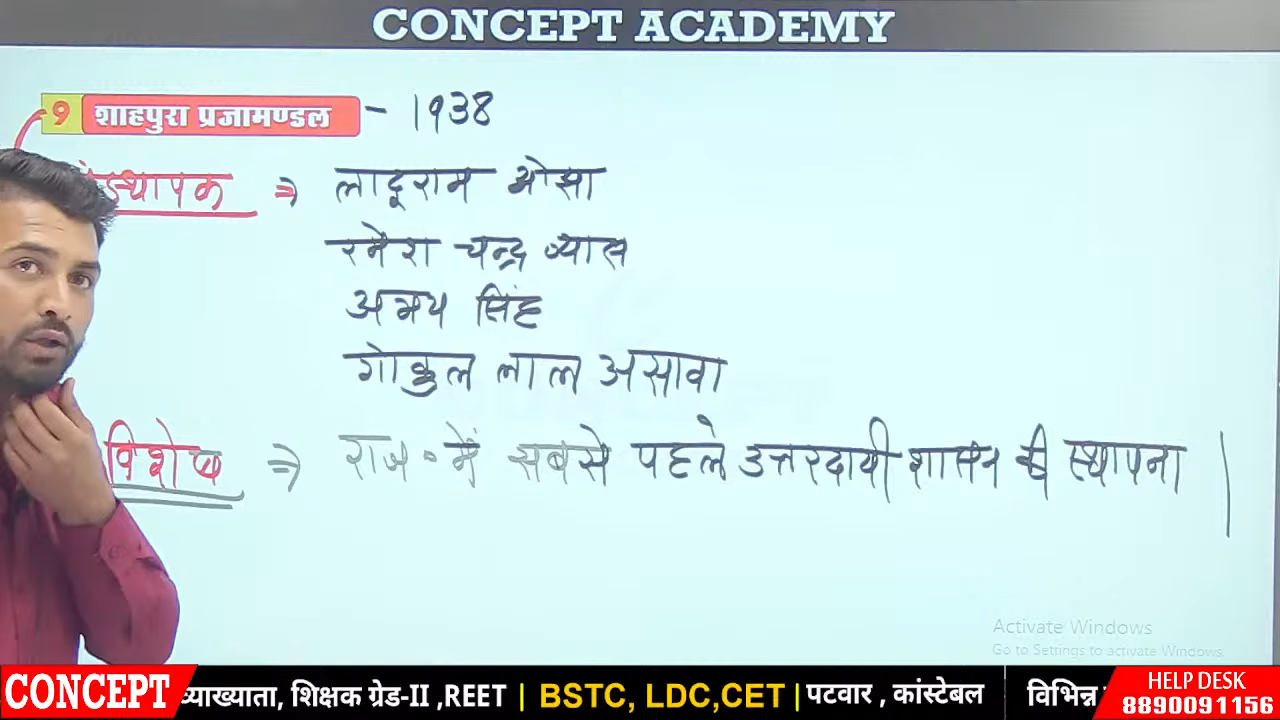 CONCEPT ACADEMY
9 शाहपुरा प्रजामण्डल - 1938
स्थापक ⇒ लादूराम ओझा
रमेश चन्द्र व्यास
अभय सिंह
गोकुल लाल असावा
विशेष ⇒ राज॰ में सबसे पहले उत्तरदायी शासन की स्थापना |
Activate Windows
Go to Settings to activate Windows.
CONCEPT व्याख्याता, शिक्षक ग्रेड-II ,REET | BSTC, LDC,CET | पटवार , कांस्टेबल विभिन्न HELP DESK
8890091156